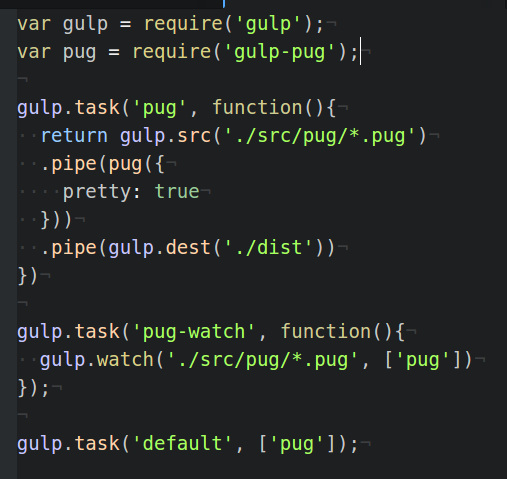 var gulp = require('gulp');
var pug = require('gulp-pug');

gulp.task('pug', function(){
  return gulp.src('./src/pug/*.pug')
  .pipe(pug({
    pretty: true
  }))
  .pipe(gulp.dest('./dist'))
})

gulp.task('pug-watch', function(){
  gulp.watch('./src/pug/*.pug', ['pug'])
});

gulp.task('default', ['pug']);